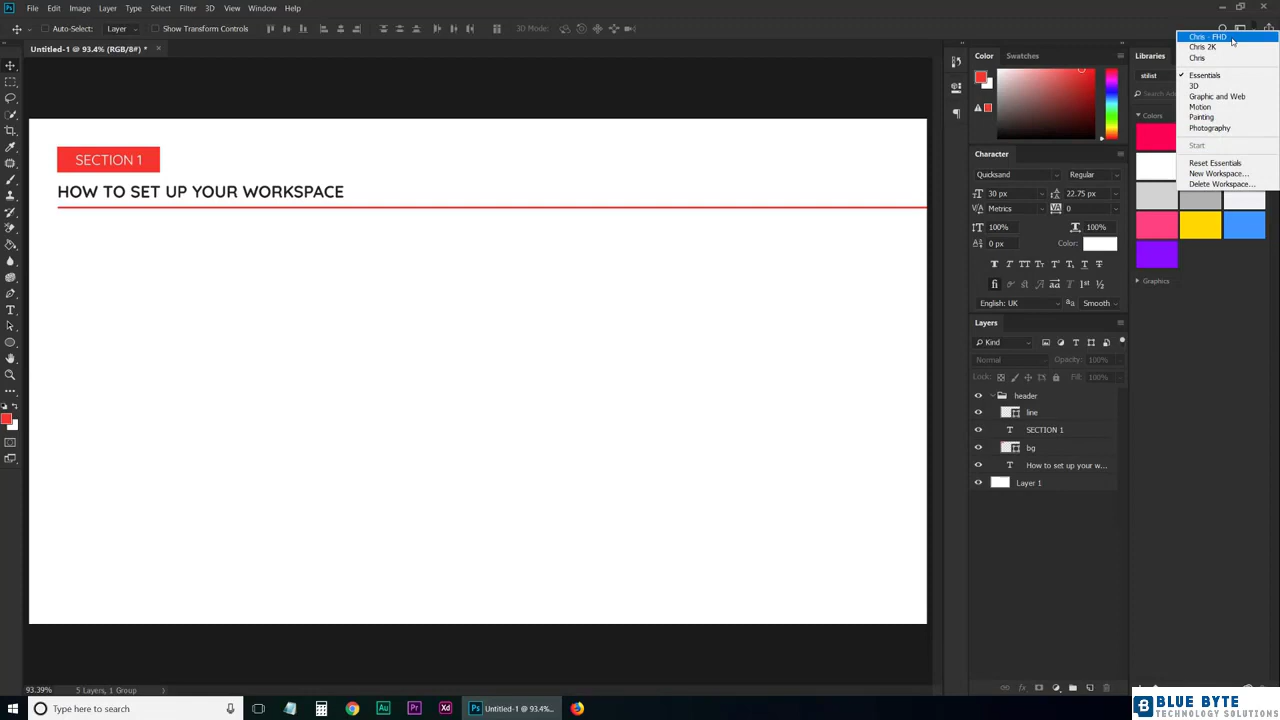 File Edit Image Layer Type Select Filter 3D View Window Help
Auto-Select: Layer Show Transform Controls 3D Mode:
Untitled-1 @ 93.4% (RGB/8#) *
SECTION 1
HOW TO SET UP YOUR WORKSPACE
93.39% 5 Layers, 1 Group
Color Swatches
Character
Quicksand Regular
30 px 22.75 px
Metrics 0
100% 100%
0 px Color:
English: UK Smooth
Layers
Kind
Normal Opacity: 100%
Lock: Fill: 100%
header
line
SECTION 1
bg
How to set up your w...
Layer 1
Libraries
stilist
Search Ado
Colors
Graphics
Chris - FHD
Chris 2K
Chris
Essentials
3D
Graphic and Web
Motion
Painting
Photography
Start
Reset Essentials
New Workspace...
Delete Workspace...
Type here to search
Untitled-1 @ 93.4% ...
BLUE BYTE
TECHNOLOGY SOLUTIONS